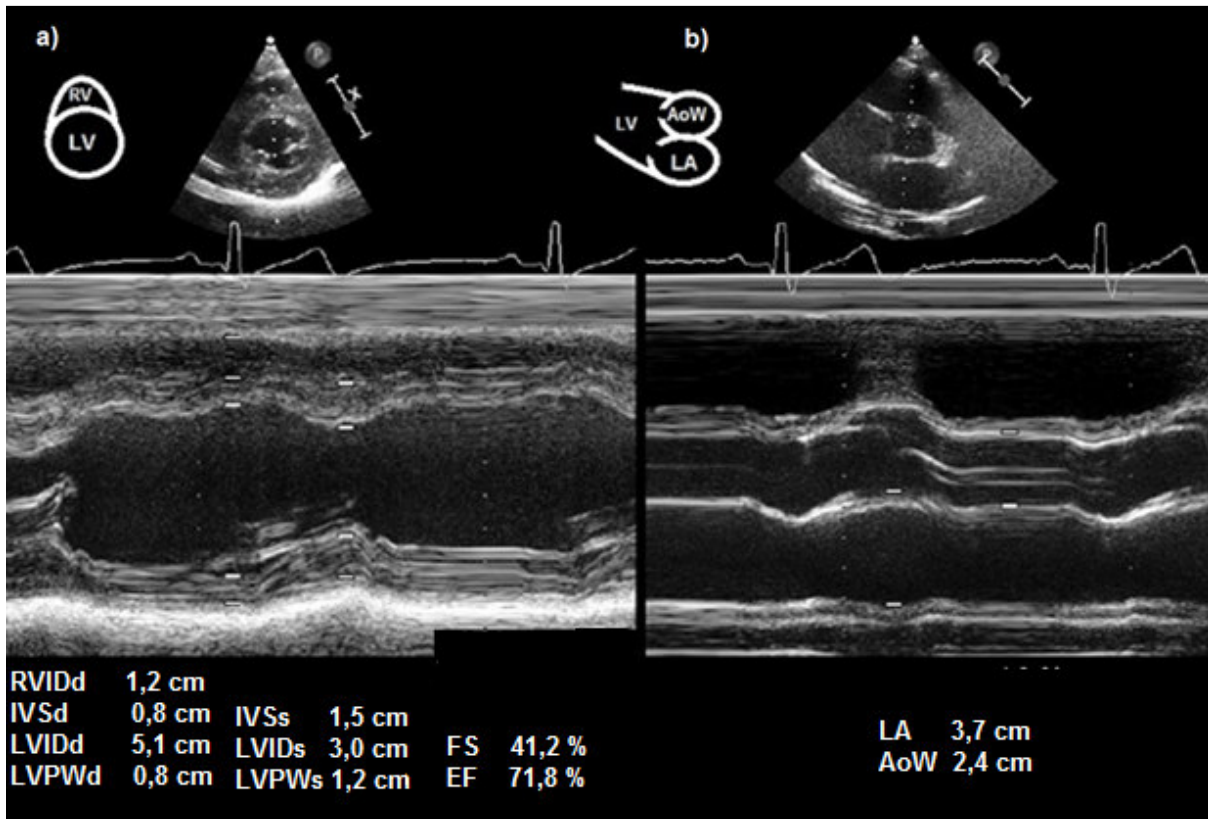 a)
RV
LV
P
b)
LV
AoW
LA
P
RVIDd 1,2 cm
IVSd 0,8 cm
LVIDd 5,1 cm
LVPWd 0,8 cm
IVSs 1,5 cm
LVIDs 3,0 cm
LVPWs 1,2 cm
FS 41,2 %
EF 71,8 %
LA 3,7 cm
AoW 2,4 cm